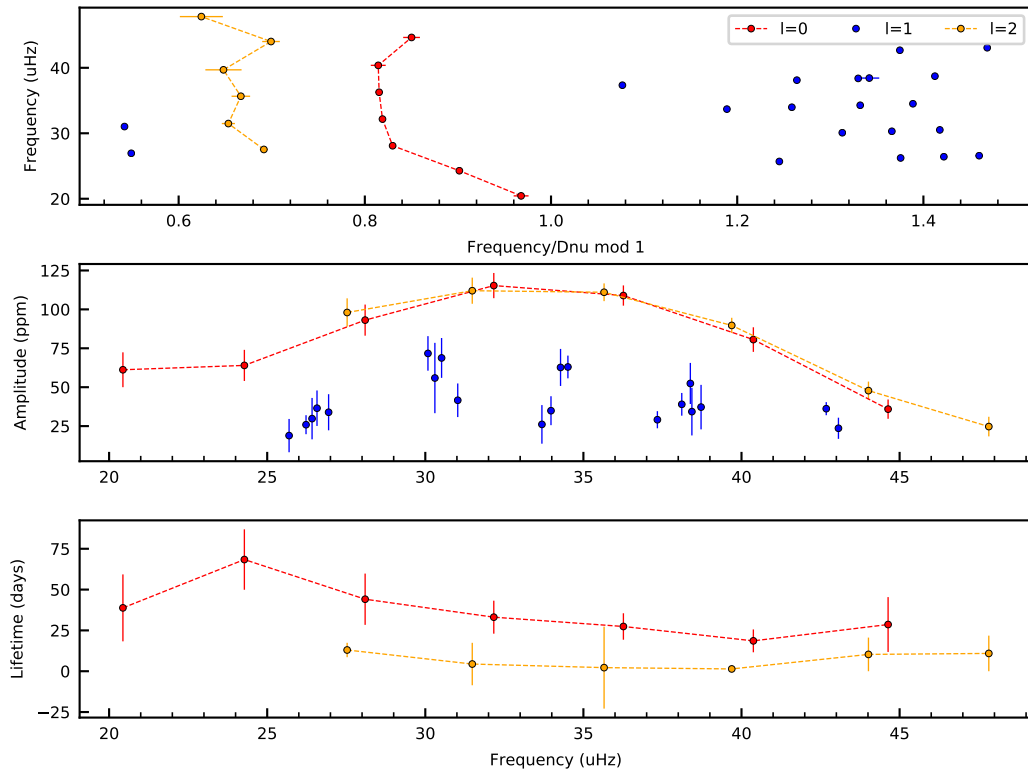 l=0 l=1 l=2
Frequency (uHz)
40
30
20
0.6 0.8 1.0 1.2 1.4
Frequency/Dnu mod 1
Amplitude (ppm)
125
100
75
50
25
20 25 30 35 40 45
Lifetime (days)
75
50
25
0
−25
20 25 30 35 40 45
Frequency (uHz)